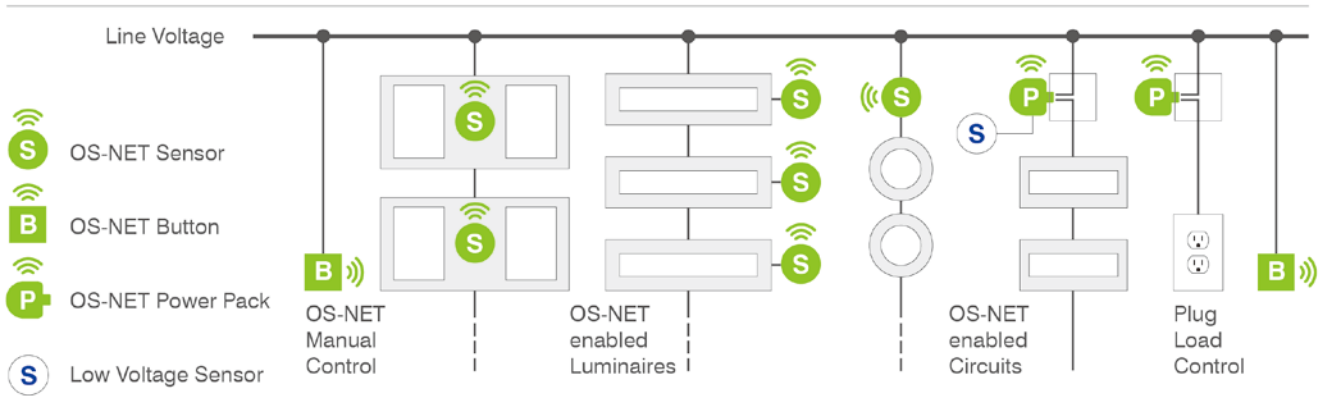 Line Voltage
S
OS-NET Sensor
B
OS-NET Button
P
OS-NET Power Pack
S
Low Voltage Sensor
B
OS-NET
Manual
Control
S
S
OS-NET
enabled
Luminaires
S
S
S
S
P
S
OS-NET
enabled
Circuits
P
Plug
Load
Control
B